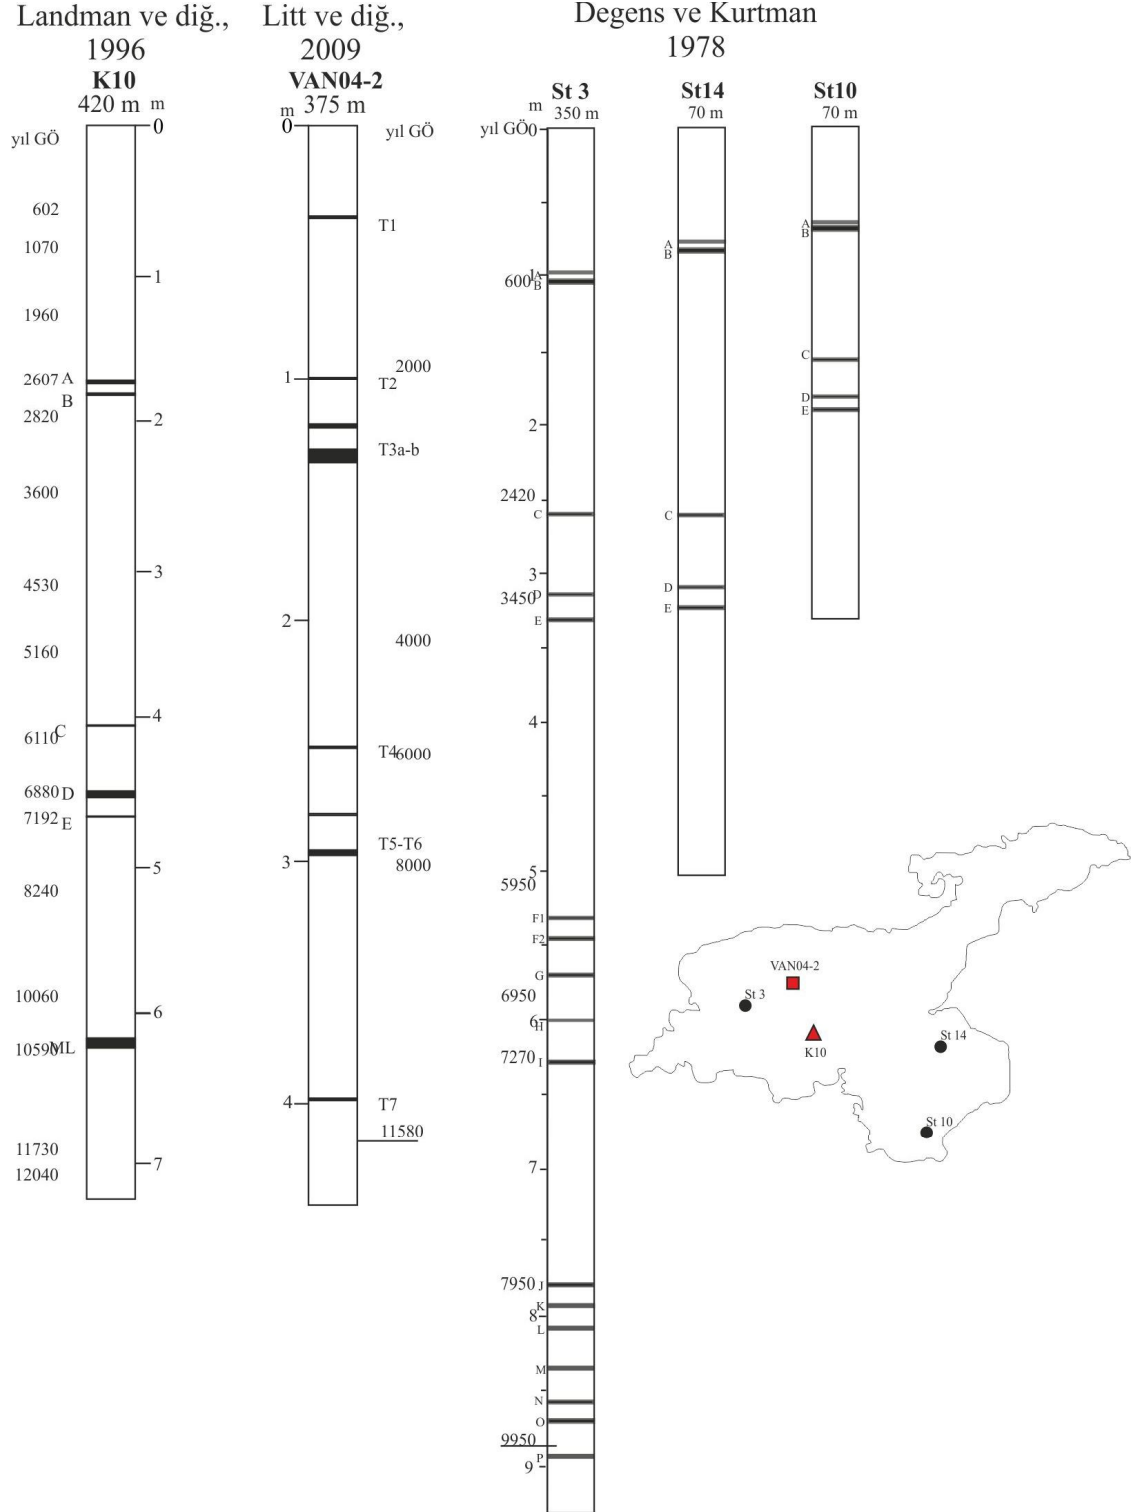 Landman ve diğ.,
1996
K10
420 m m
yıl GÖ
0
602
1070
1
1960
2607 A
B
2820
2
3600
3
4530
5160
4
6110 C
6880 D
7192 E
5
8240
10060
6
10590 ML
11730
7
12040
Litt ve diğ.,
2009
VAN04-2
m 375 m
0
yıl GÖ
T1
2000
1
T2
T3a-b
2
4000
T4 6000
T5-T6
3
8000
4
T7
11580
Degens ve Kurtman
1978
St 3
m
350 m
yıl GÖ 0
1
A
600
B
2
2420
C
3
3450 D
E
4
5
5950
F1
F2
G
6950
6
H
7270 I
7
7950 J
K
8
L
M
N
O
9950
P
9
St14
70 m
A
B
C
D
E
St10
70 m
A
B
C
D
E
VAN04-2
St 3
K10
St 14
St 10